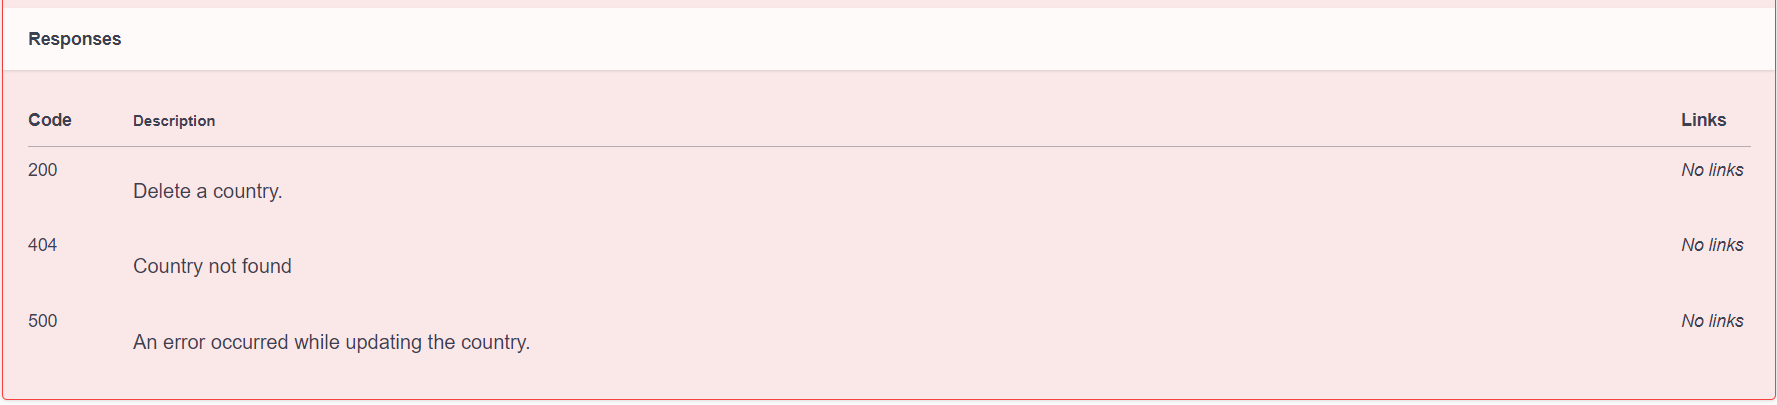 Responses
Code Description Links
200 No links
Delete a country.
404 No links
Country not found
500 No links
An error occurred while updating the country.